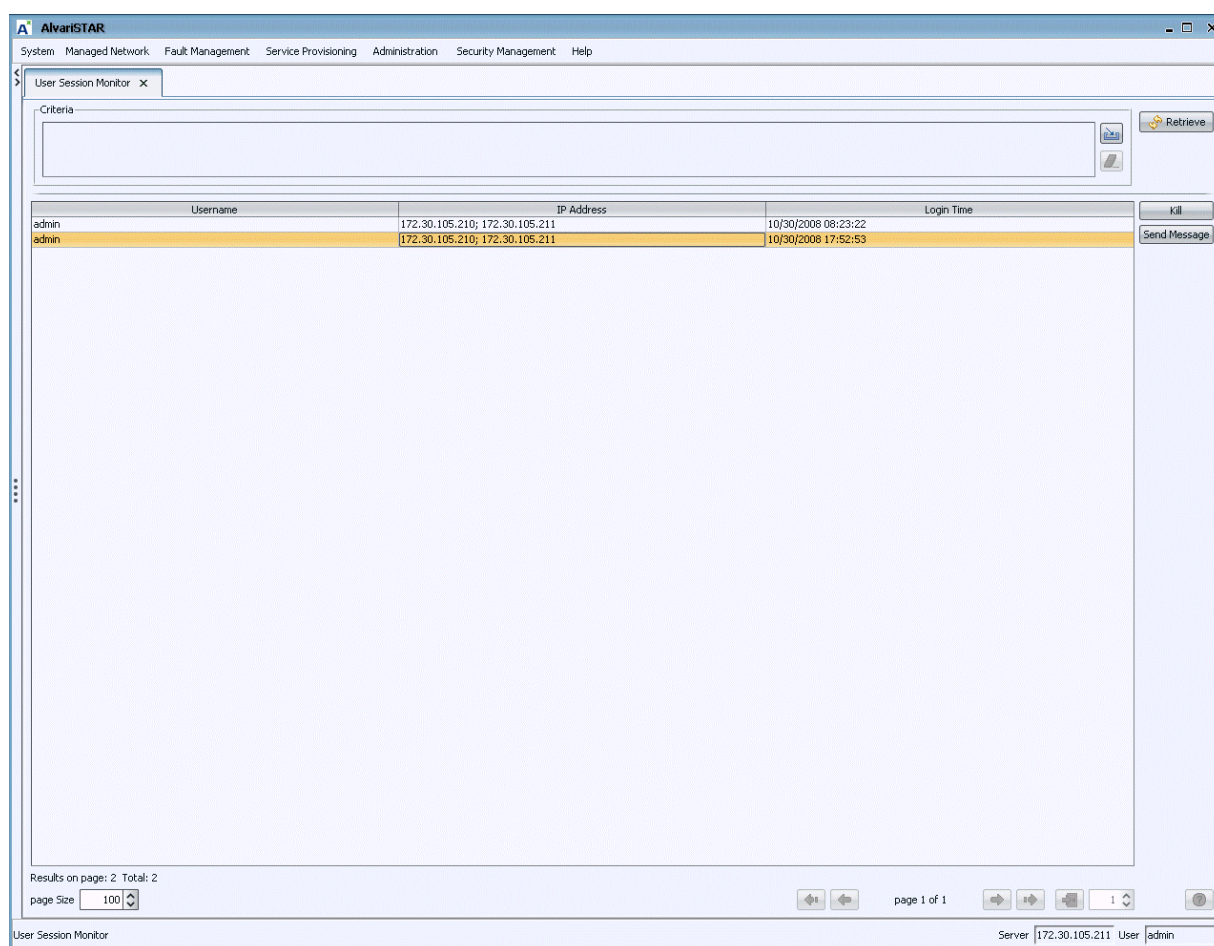 AlvariSTAR
System Managed Network Fault Management Service Provisioning Administration Security Management Help
User Session Monitor
Criteria
Retrieve
Username IP Address Login Time
Kill
admin 172.30.105.210; 172.30.105.211 10/30/2008 08:23:22
admin 172.30.105.210; 172.30.105.211 10/30/2008 17:52:53
Send Message
Results on page: 2 Total: 2
page Size 100
page 1 of 1
1
User Session Monitor
Server 172.30.105.211 User admin